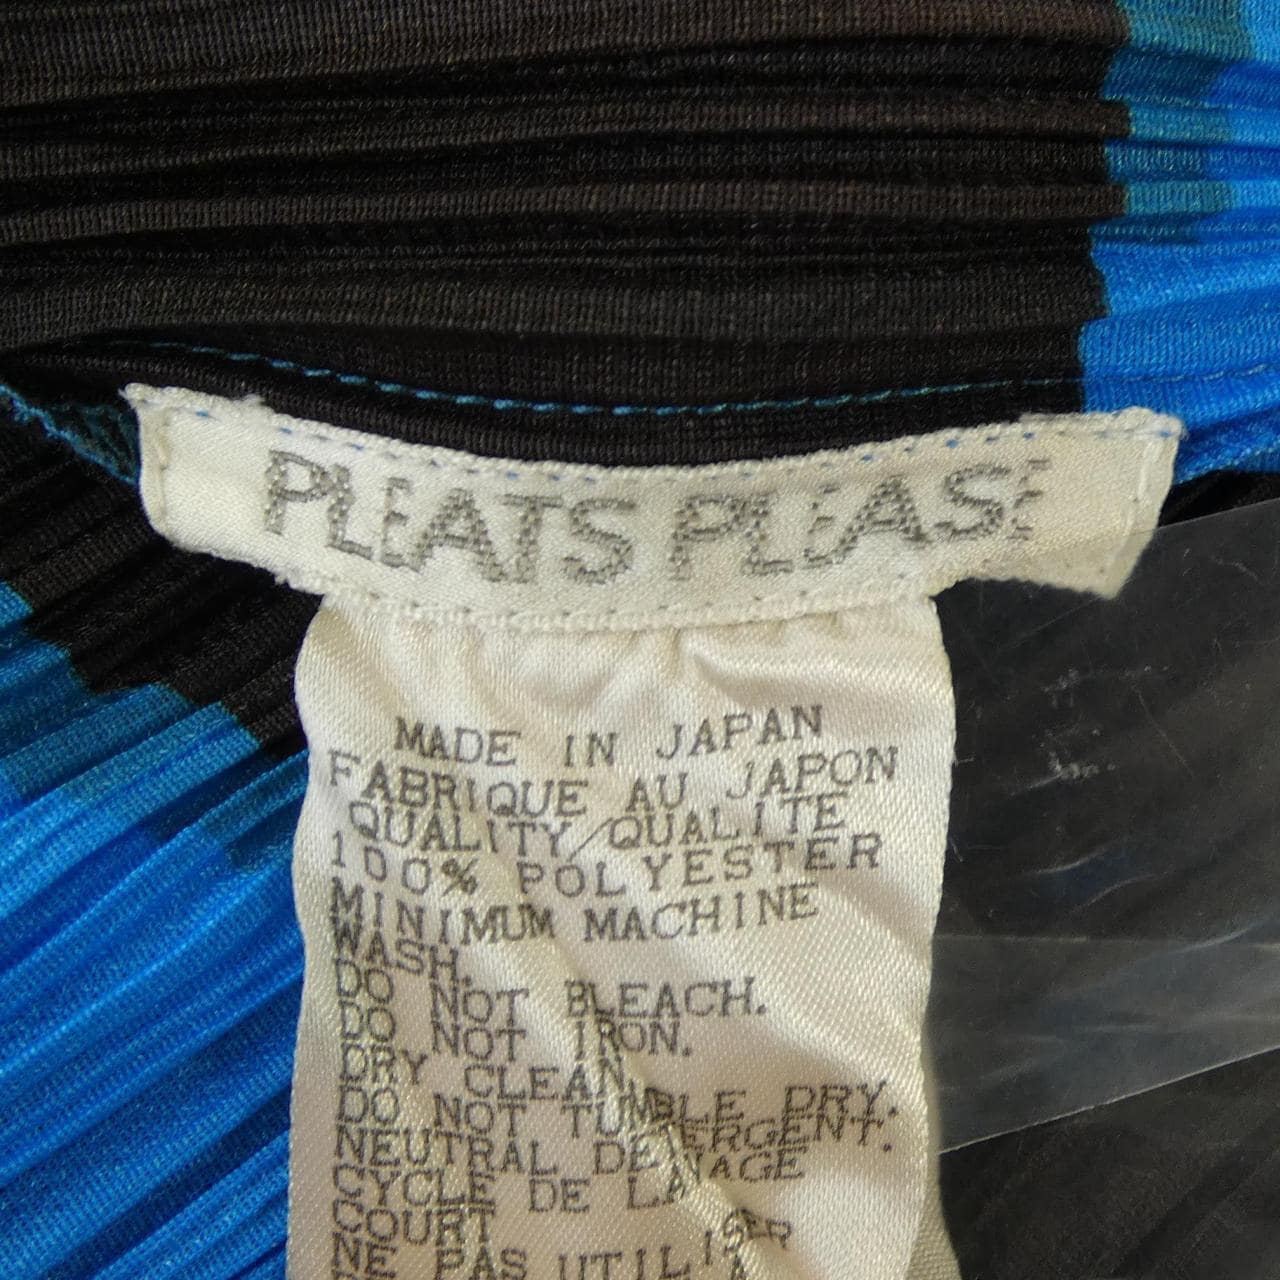 PLEATS PLEASE
MADE IN JAPAN
FABRIQUE AU JAPON
QUALITY/QUALITE
100% POLYESTER
MINIMUM MACHINE
WASH.
DO NOT BLEACH.
DO NOT IRON.
DRY CLEAN.
DO NOT TUMBLE DRY.
NEUTRAL DETERGENT.
CYCLE DE LAVAGE
COURT
NE PAS UTILISER